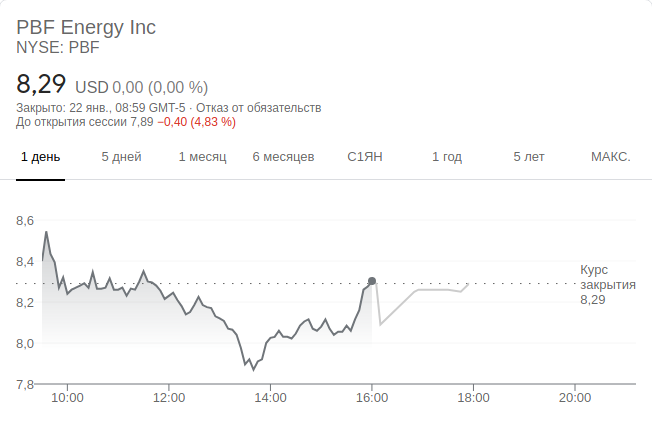 PBF Energy Inc
NYSE: PBF
8,29 USD 0,00 (0,00 %)
Закрыто: 22 янв., 08:59 GMT-5 · Отказ от обязательств
До открытия сессии 7,89 −0,40 (4,83 %)
1 день 5 дней 1 месяц 6 месяцев С1ЯН 1 год 5 лет МАКС.
8,6
8,4
8,2
8,0
7,8
Курс
закрытия
8,29
10:00 12:00 14:00 16:00 18:00 20:00